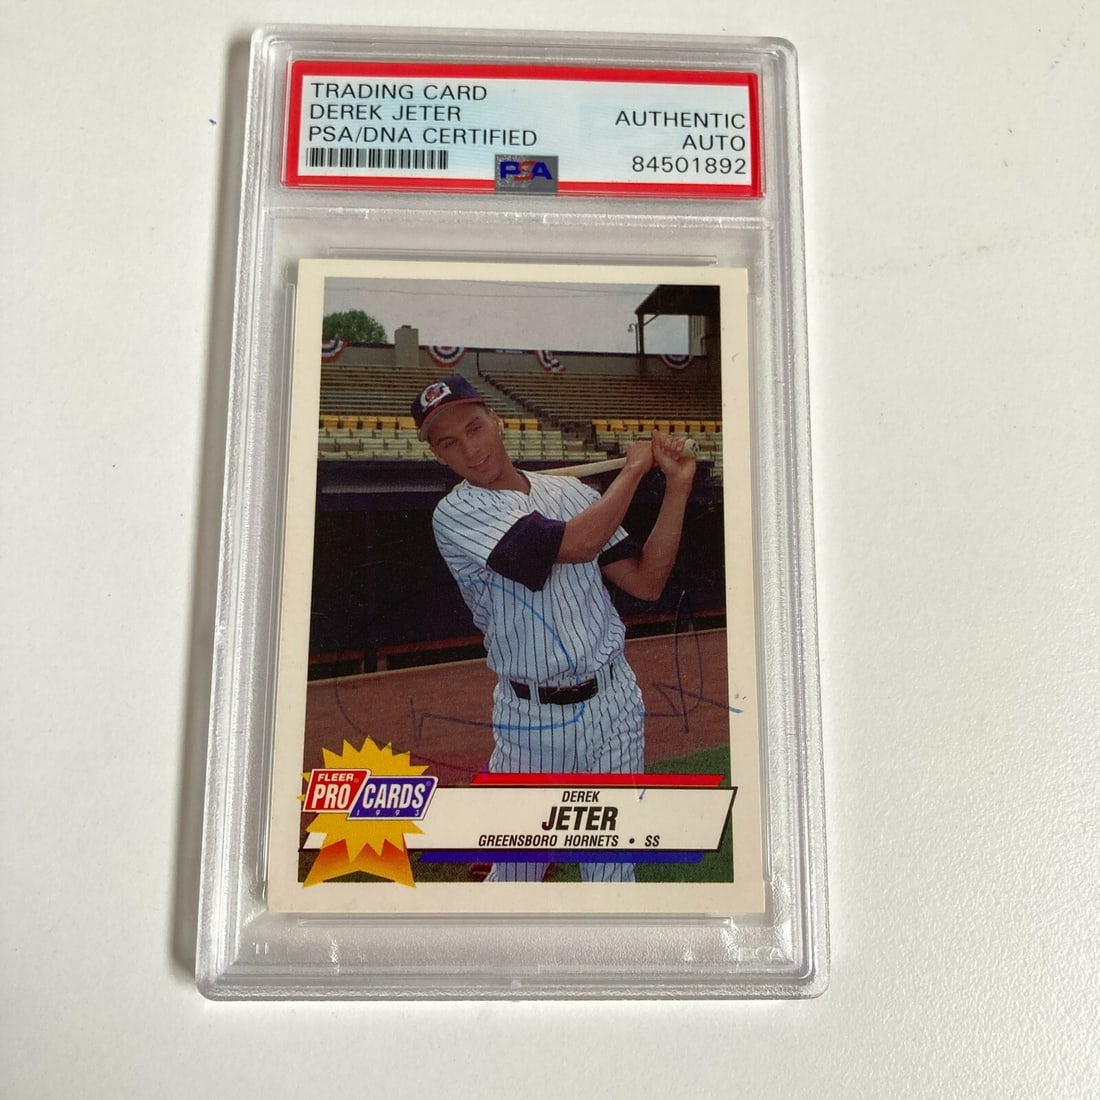 TRADING CARD
DEREK JETER
PSA/DNA CERTIFIED
AUTHENTIC
AUTO
84501892
PSA
G
FLEER®
PRO CARDS®
1993
DEREK
JETER
GREENSBORO HORNETS • SS